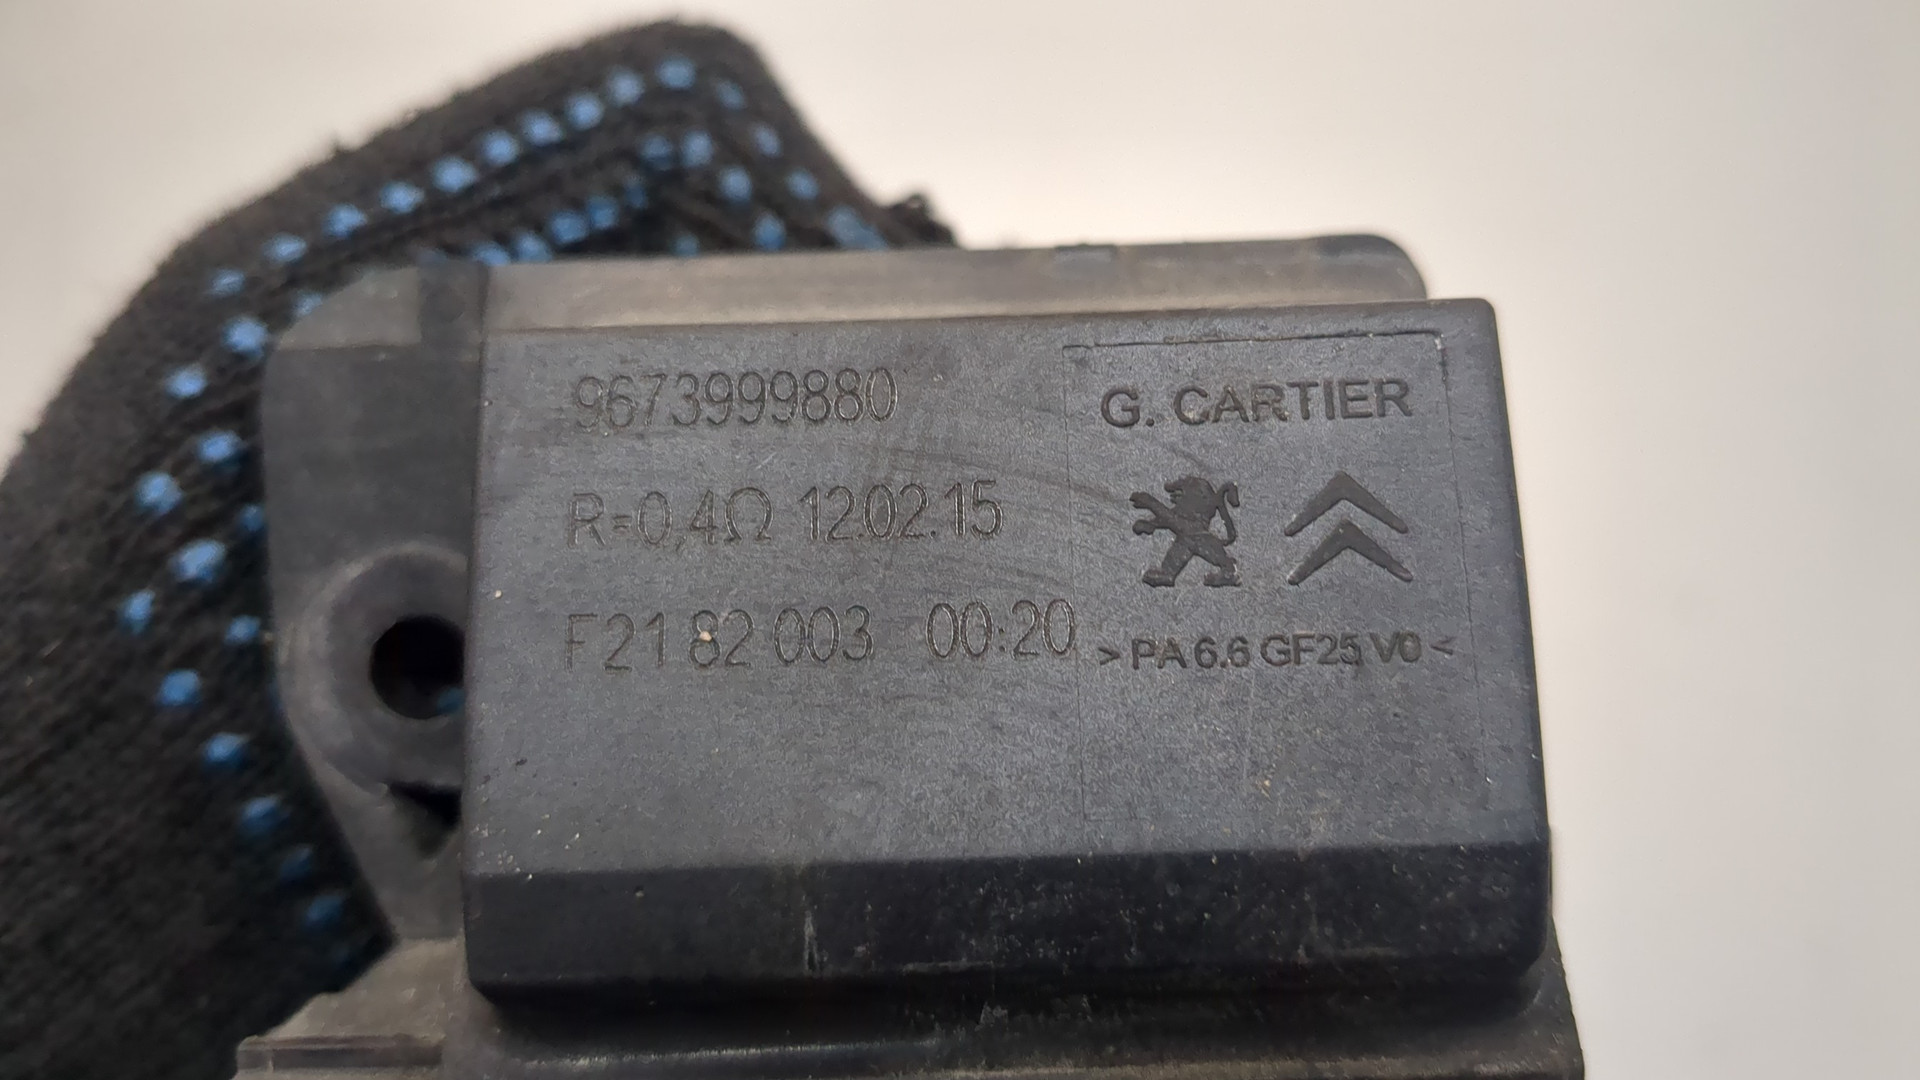 9673999880
R=0,4Ω 12.02.15
F21 82 003 00:20
G. CARTIER
>PA 6.6 GF25 V0<